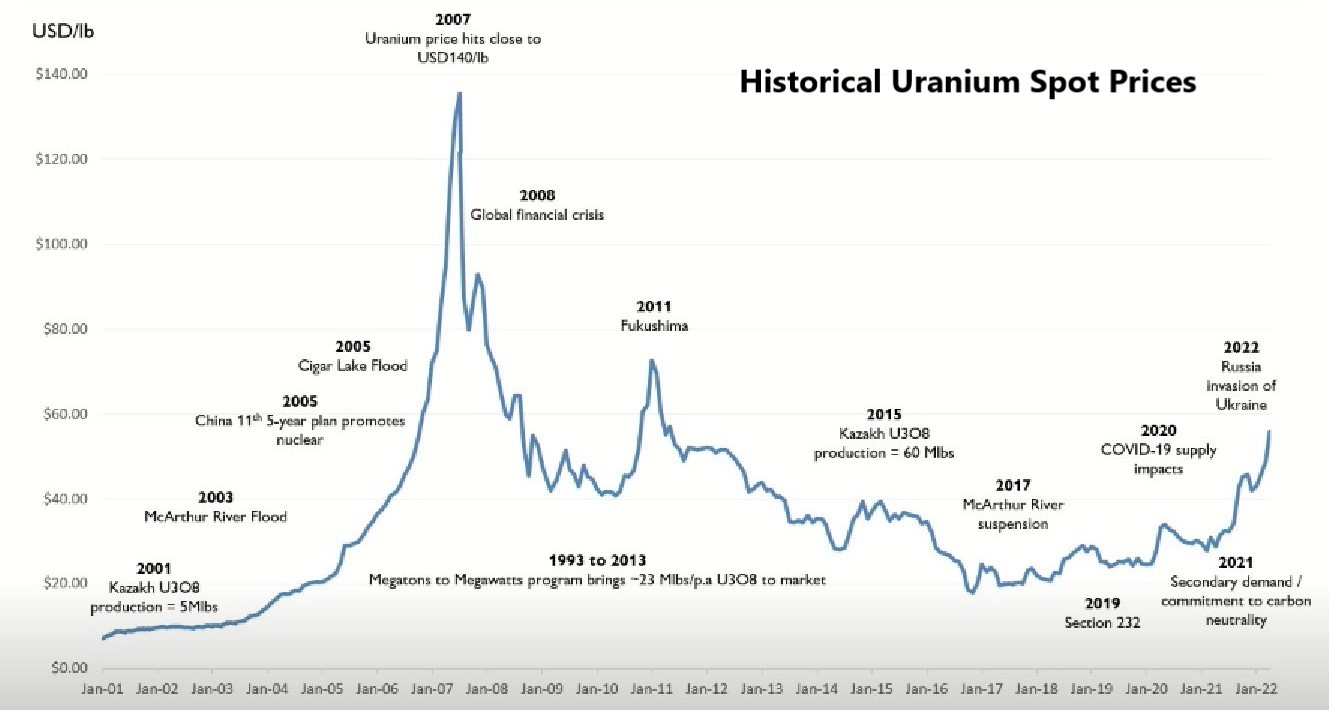 USD/lb
Historical Uranium Spot Prices
2007
Uranium price hits close to
USD140/lb
2008
Global financial crisis
2011
Fukushima
2005
Cigar Lake Flood
2005
China 11th 5-year plan promotes
nuclear
2003
McArthur River Flood
2001
Kazakh U3O8
production = 5Mlbs
1993 to 2013
Megatons to Megawatts program brings ~23 Mlbs/p.a U3O8 to market
2015
Kazakh U3O8
production = 60 Mlbs
2017
McArthur River
suspension
2019
Section 232
2020
COVID-19 supply
impacts
2021
Secondary demand /
commitment to carbon
neutrality
2022
Russia
invasion of
Ukraine
$140.00
$120.00
$100.00
$80.00
$60.00
$40.00
$20.00
$0.00
Jan-01 Jan-02 Jan-03 Jan-04 Jan-05 Jan-06 Jan-07 Jan-08 Jan-09 Jan-10 Jan-11 Jan-12 Jan-13 Jan-14 Jan-15 Jan-16 Jan-17 Jan-18 Jan-19 Jan-20 Jan-21 Jan-22